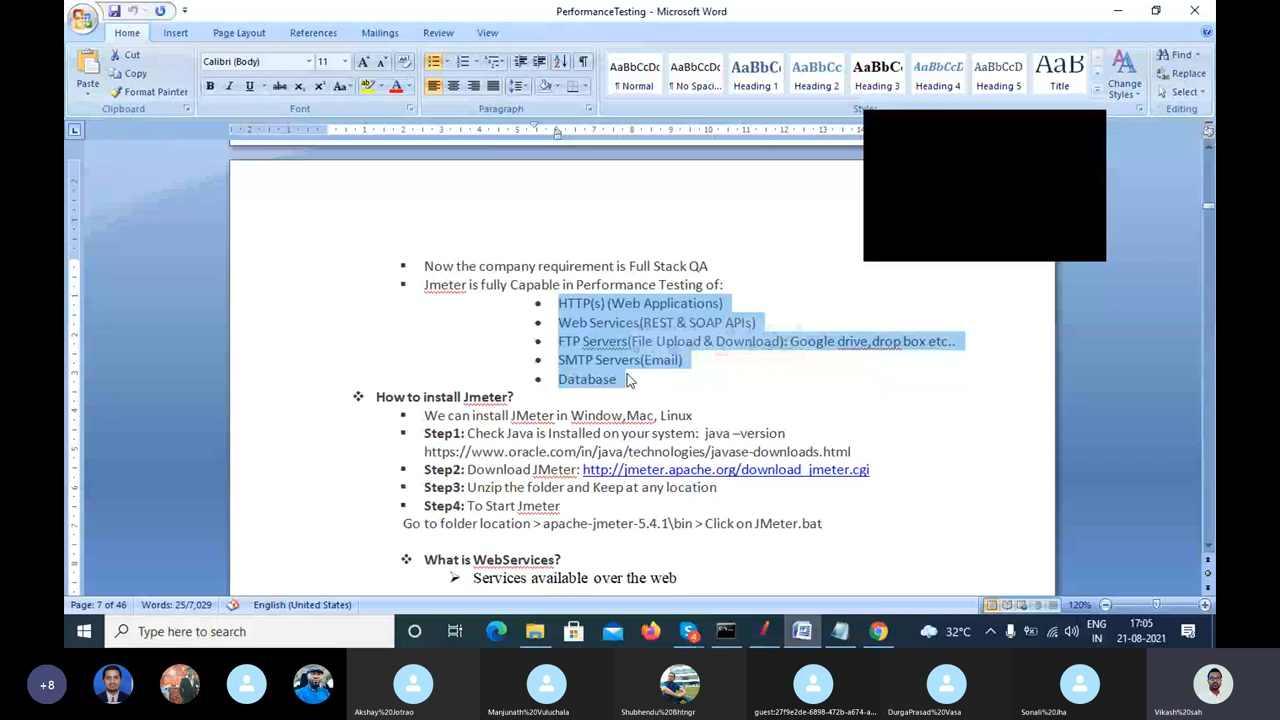 PerformanceTesting - Microsoft Word
Home Insert Page Layout References Mailings Review View
Paste
Cut
Copy
Format Painter
Clipboard
Calibri (Body) 11
Font
Paragraph
AaBbCcDc AaBbCcDc AaBbC AaBbCc AaBbCc AaBbCcI AaBbCcD AaB
¶ Normal ¶ No Spaci... Heading 1 Heading 2 Heading 3 Heading 4 Heading 5 Title
Change Styles
Find
Replace
Select
Editing
Now the company requirement is Full Stack QA
Jmeter is fully Capable in Performance Testing of:
HTTP(s) (Web Applications)
Web Services(REST & SOAP APIs)
FTP Servers(File Upload & Download): Google drive,drop box etc..
SMTP Servers(Email)
Database
How to install Jmeter?
We can install JMeter in Window,Mac, Linux
Step1: Check Java is Installed on your system: java –version
https://www.oracle.com/in/java/technologies/javase-downloads.html
Step2: Download JMeter: http://jmeter.apache.org/download_jmeter.cgi
Step3: Unzip the folder and Keep at any location
Step4: To Start Jmeter
Go to folder location > apache-jmeter-5.4.1\bin > Click on JMeter.bat
What is WebServices?
Services available over the web
Page: 7 of 46 Words: 25/7,029 English (United States) 120%
Type here to search
32°C
ENG
IN
17:05
21-08-2021
+8
Akshay%20Jotrao Manjunath%20Vuluchala Shubhendu%20Bhtngr guest:27f9e2de-6898-472b-a674-a... DurgaPrasad%20Vasa Sonali%20Jha Vikash%20sah